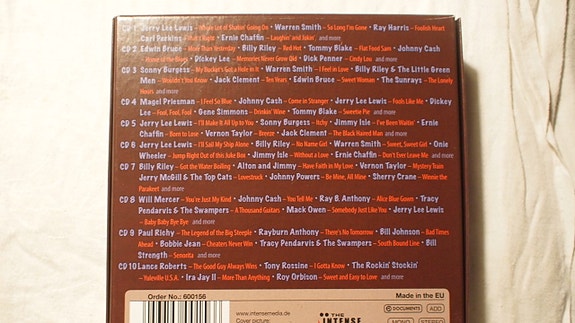 CD 1 Jerry Lee Lewis – Whole Lot of Shakin' Going On • Warren Smith – So Long I'm Gone • Ray Harris – Foolish Heart
Carl Perkins – Matchbox • Ernie Chaffin – Laughin' and Jokin' and more
CD 2 Edwin Bruce – More Than Yesterday • Billy Riley – Red Hot • Tommy Blake – Flat Foot Sam • Johnny Cash
– Home of the Blues • Dickey Lee – Memories Never Grow Old • Dick Penner – Cindy Lou and more
CD 3 Sonny Burgess – My Bucket's Got a Hole in It • Warren Smith – I Feel in Love • Billy Riley & The Little Green
Men – Wouldn't You Know • Jack Clement – Ten Years • Edwin Bruce – Sweet Woman • The Sunrays – The Lonely
Hours and more
CD 4 Magel Priesman – I Feel So Blue • Johnny Cash – Come in Stranger • Jerry Lee Lewis – Fools Like Me • Dickey
Lee – Fool, Fool, Fool • Gene Simmons – Drinkin' Wine • Tommy Blake – Sweetie Pie and more
CD 5 Jerry Lee Lewis – I'll Make It All Up to You • Sonny Burgess – Itchy • Jimmy Isle – I've Been Waitin' • Ernie
Chaffin – Born to Lose • Vernon Taylor – Breeze • Jack Clement – The Black Haired Man and more
CD 6 Jerry Lee Lewis – I'll Sail My Ship Alone • Billy Riley – No Name Girl • Warren Smith – Sweet, Sweet Girl • Onie
Wheeler – Jump Right Out of this Juke Box • Jimmy Isle – Without a Love • Ernie Chaffin – Don't Ever Leave Me and more
CD 7 Billy Riley – Got the Water Boiling • Alton and Jimmy – Have Faith in My Love • Vernon Taylor – Mystery Train
Jerry McGill & The Top Cats – Lovestruck • Johnny Powers – Be Mine, All Mine • Sherry Crane – Winnie the
Parakeet and more
CD 8 Will Mercer – You're Just My Kind • Johnny Cash – You Tell Me • Ray B. Anthony – Alice Blue Gown • Tracy
Pendarvis & The Swampers – A Thousand Guitars • Mack Owen – Somebody Just Like You • Jerry Lee Lewis
– Baby Baby Bye Bye and more
CD 9 Paul Richy – The Legend of the Big Steeple • Rayburn Anthony – There's No Tomorrow • Bill Johnson – Bad Times
Ahead • Bobbie Jean – Cheaters Never Win • Tracy Pendarvis & The Swampers – South Bound Line • Bill
Strength – Senorita and more
CD 10 Lance Roberts – The Good Guy Always Wins • Tony Rossine – I Gotta Know • The Rockin' Stockin'
– Yuleville U.S.A. • Ira Jay II – More Than Anything • Roy Orbison – Sweet and Easy to Love and more
Order No.: 600156
Made in the EU
www.intensemedia.de
Cover picture:
THE
INTENSE
DOCUMENTS
ADD
MONO
STEREO